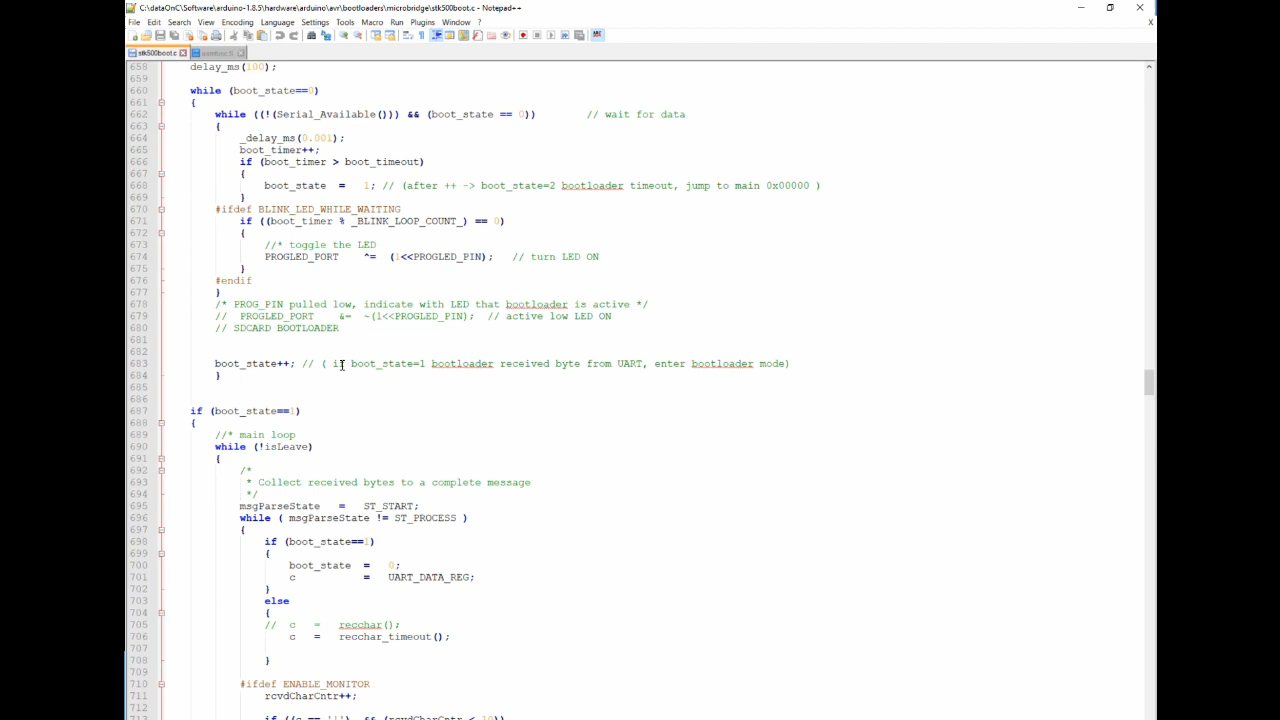 C:\dataOnC\Software\arduino-1.8.5\hardware\arduino\avr\bootloaders\microbridge\stk500boot.c - Notepad++
File Edit Search View Encoding Language Settings Tools Macro Run Plugins Window ? X
stk500boot.c
658 delay_ms(100);
659
660 while (boot_state==0)
661 {
662 while ((!(Serial_Available())) && (boot_state == 0)) // wait for data
663 {
664 _delay_ms(0.001);
665 boot_timer++;
666 if (boot_timer > boot_timeout)
667 {
668 boot_state = 1; // (after ++ -> boot_state=2 bootloader timeout, jump to main 0x00000 )
669 }
670 #ifdef BLINK_LED_WHILE_WAITING
671 if ((boot_timer % _BLINK_LOOP_COUNT_) == 0)
672 {
673 //* toggle the LED
674 PROGLED_PORT ^= (1<<PROGLED_PIN); // turn LED ON
675 }
676 #endif
677 }
678 /* PROG_PIN pulled low, indicate with LED that bootloader is active */
679 // PROGLED_PORT &= ~(1<<PROGLED_PIN); // active low LED ON
680 // SDCARD BOOTLOADER
681
682
683 boot_state++; // ( if boot_state=1 bootloader received byte from UART, enter bootloader mode)
684 }
685
686
687 if (boot_state==1)
688 {
689 //* main loop
690 while (!isLeave)
691 {
692 /*
693 * Collect received bytes to a complete message
694 */
695 msgParseState = ST_START;
696 while ( msgParseState != ST_PROCESS )
697 {
698 if (boot_state==1)
699 {
700 boot_state = 0;
701 c = UART_DATA_REG;
702 }
703 else
704 {
705 // c = recchar();
706 c = recchar_timeout();
707
708 }
709
710 #ifdef ENABLE_MONITOR
711 rcvdCharCntr++;
712
713 if ((c == '!') && (rcvdCharCntr < 10))